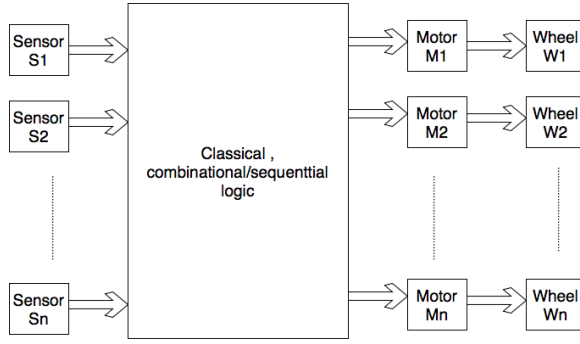 Sensor
S1
Motor
M1
Wheel
W1
Sensor
S2
Motor
M2
Wheel
W2
Classical ,
combinational/sequenttial
logic
Sensor
Sn
Motor
Mn
Wheel
Wn